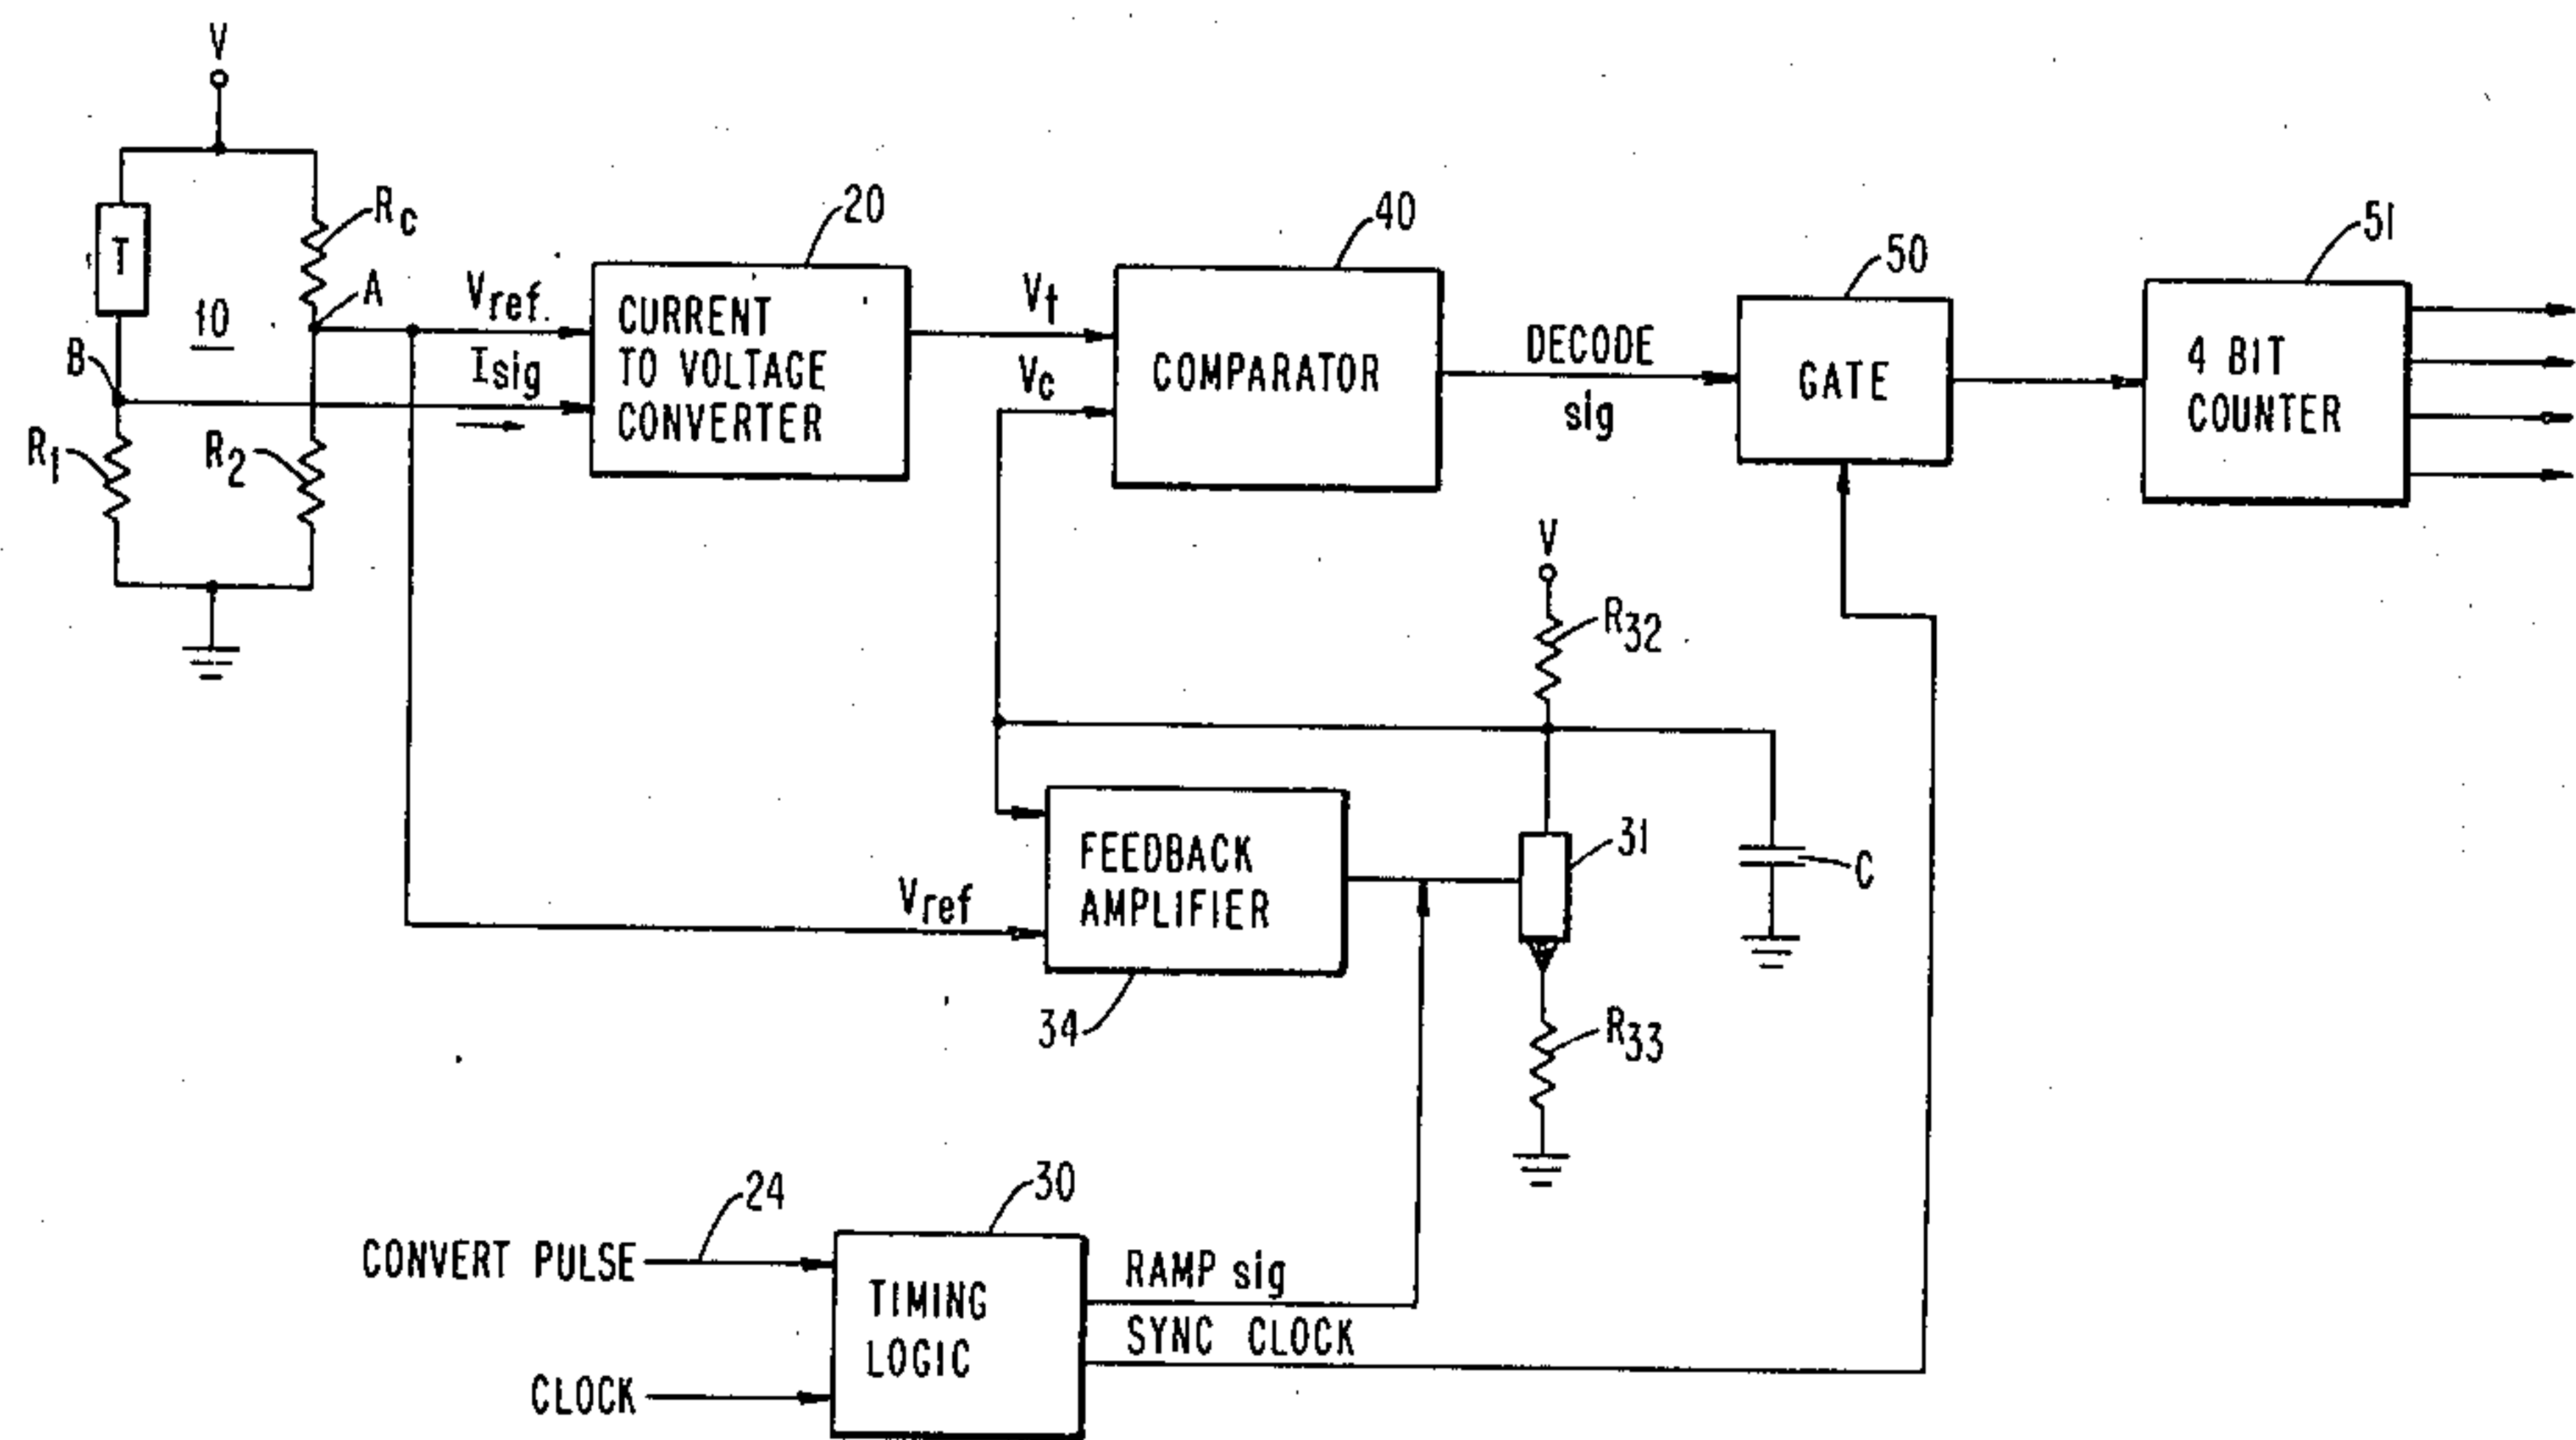 V
T
10
Rc
A
B
R1
R2
Vref.
Isig
20
CURRENT
TO VOLTAGE
CONVERTER
Vt
Vc
40
COMPARATOR
DECODE
sig
50
GATE
51
4 BIT
COUNTER
V
R32
31
C
R33
FEEDBACK
AMPLIFIER
Vref
34
CONVERT PULSE
24
30
TIMING
LOGIC
CLOCK
RAMP sig
SYNC CLOCK